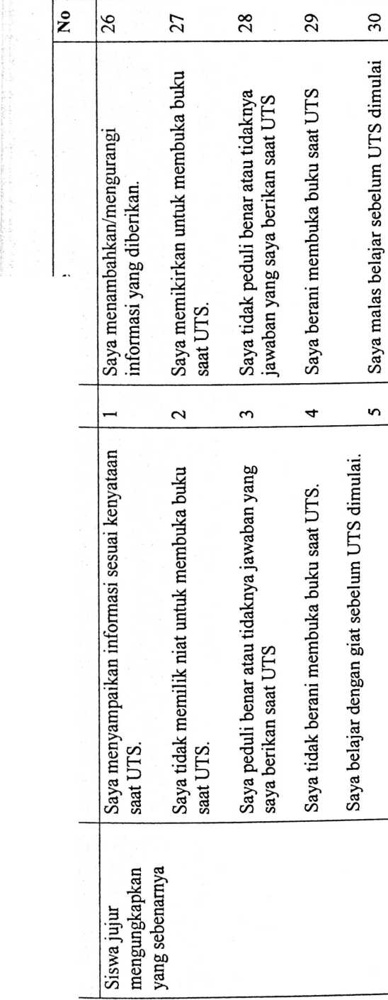 No
Siswa jujur
mengungkapkan
yang sebenarnya
Saya menyampaikan informasi sesuai kenyataan
saat UTS.
1
Saya menambahkan/mengurangi
informasi yang diberikan.
26
Saya tidak memilik niat untuk membuka buku
saat UTS.
2
Saya memikirkan untuk membuka buku
saat UTS.
27
Saya peduli benar atau tidaknya jawaban yang
saya berikan saat UTS
3
Saya tidak peduli benar atau tidaknya
jawaban yang saya berikan saat UTS
28
Saya tidak berani membuka buku saat UTS.
4
Saya berani membuka buku saat UTS
29
Saya belajar dengan giat sebelum UTS dimulai.
5
Saya malas belajar sebelum UTS dimulai
30